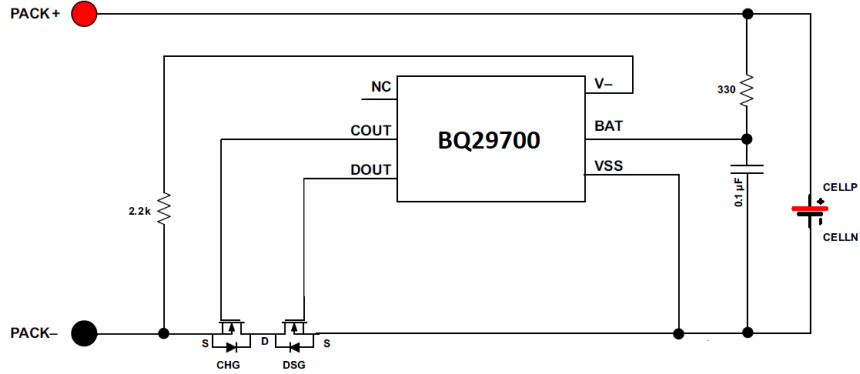 PACK+
NC
V–
330
COUT
BQ29700
BAT
DOUT
VSS
0.1 µF
CELLP
+
2.2k
-
CELLN
PACK–
S
D
S
CHG
DSG